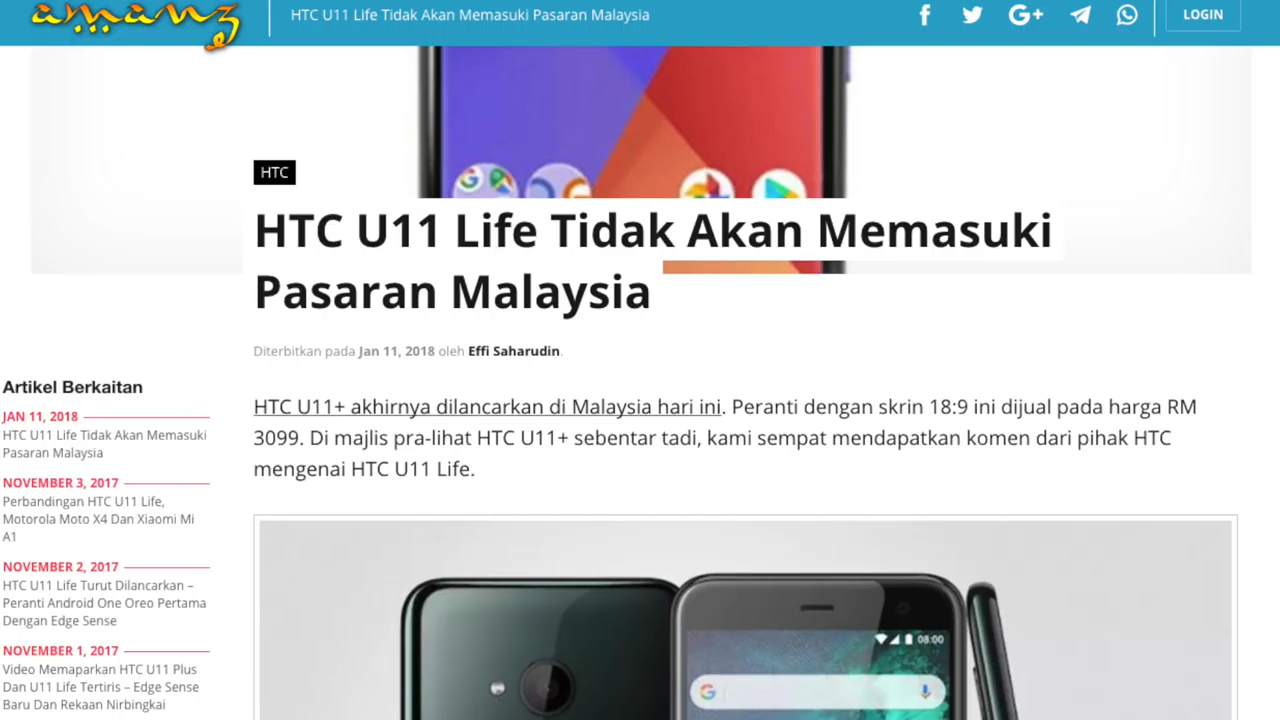 amanz
HTC U11 Life Tidak Akan Memasuki Pasaran Malaysia
LOGIN
HTC
HTC U11 Life Tidak Akan Memasuki
Pasaran Malaysia
Diterbitkan pada Jan 11, 2018 oleh Effi Saharudin.
Artikel Berkaitan
JAN 11, 2018
HTC U11 Life Tidak Akan Memasuki
Pasaran Malaysia
NOVEMBER 3, 2017
Perbandingan HTC U11 Life,
Motorola Moto X4 Dan Xiaomi Mi
A1
NOVEMBER 2, 2017
HTC U11 Life Turut Dilancarkan –
Peranti Android One Oreo Pertama
Dengan Edge Sense
NOVEMBER 1, 2017
Video Memaparkan HTC U11 Plus
Dan U11 Life Tertiris – Edge Sense
Baru Dan Rekaan Nirbingkai
HTC U11+ akhirnya dilancarkan di Malaysia hari ini. Peranti dengan skrin 18:9 ini dijual pada harga RM
3099. Di majlis pra-lihat HTC U11+ sebentar tadi, kami sempat mendapatkan komen dari pihak HTC
mengenai HTC U11 Life.
08:00